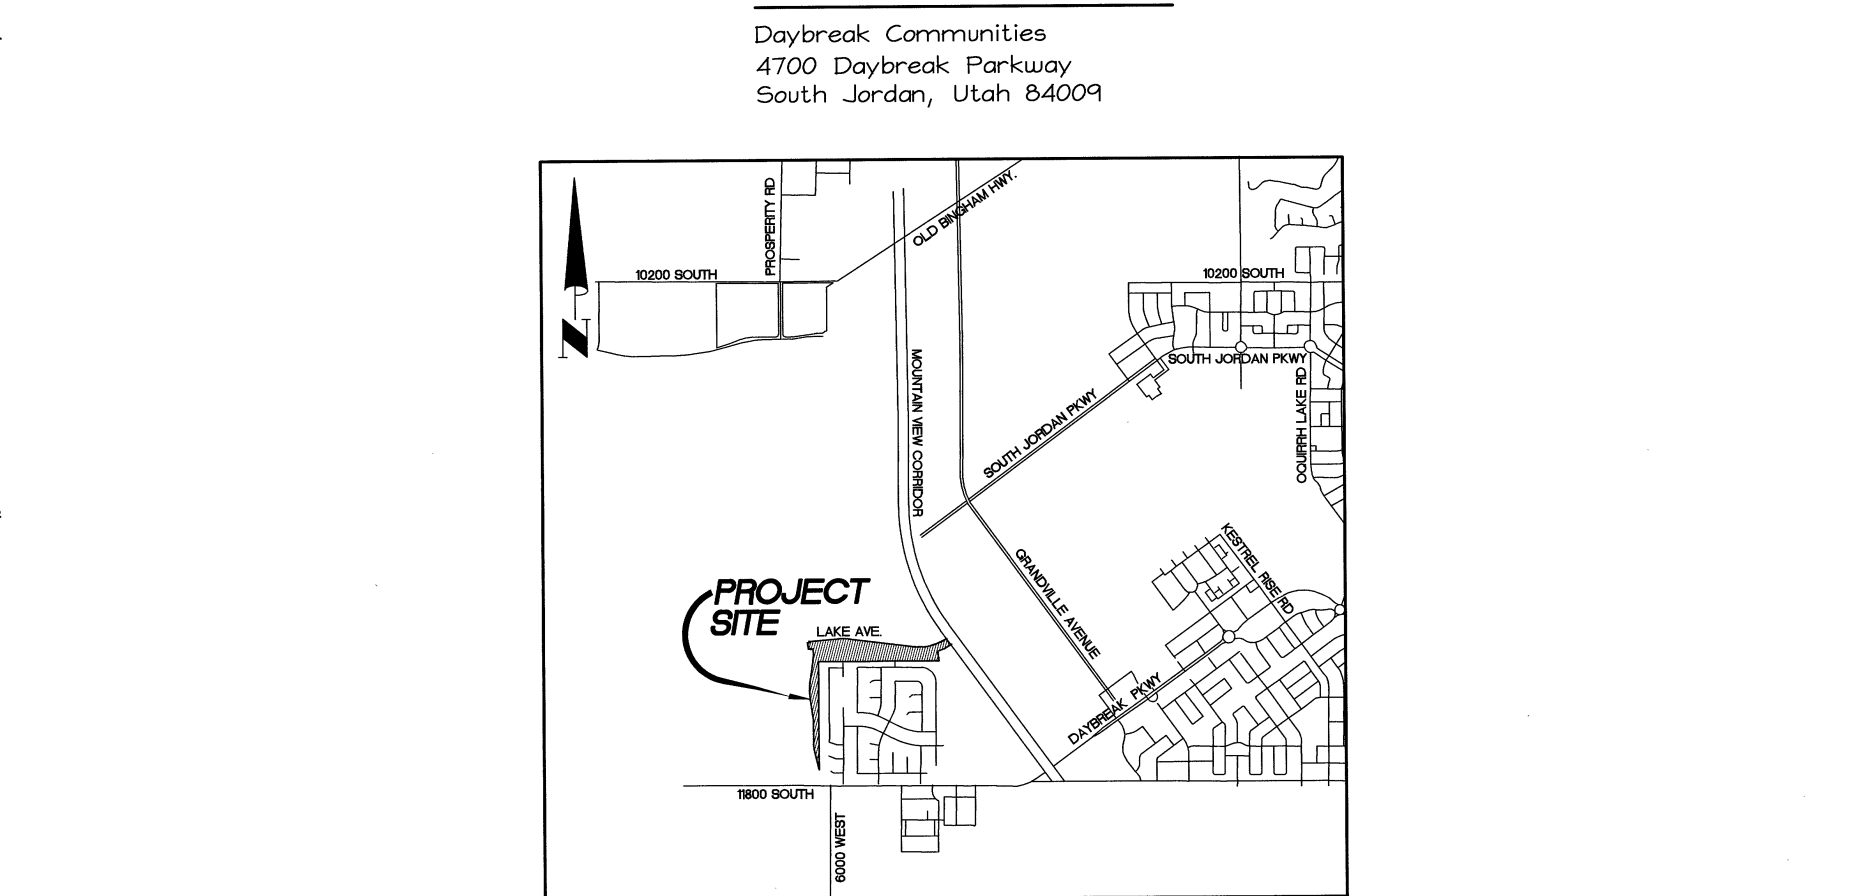 Daybreak Communities
4700 Daybreak Parkway
South Jordan, Utah 84009
PROSPERITY RD
OLD BINGHAM HWY.
10200 SOUTH
10200 SOUTH
N
MOUNTAIN VIEW CORRIDOR
SOUTH JORDAN PKWY
SOUTH JORDAN PKWY
OQUIRRH LAKE RD
KESTREL RISE RD
GRANDVILLE AVENUE
PROJECT
SITE
LAKE AVE.
DAYBREAK PKWY
11800 SOUTH
6000 WEST